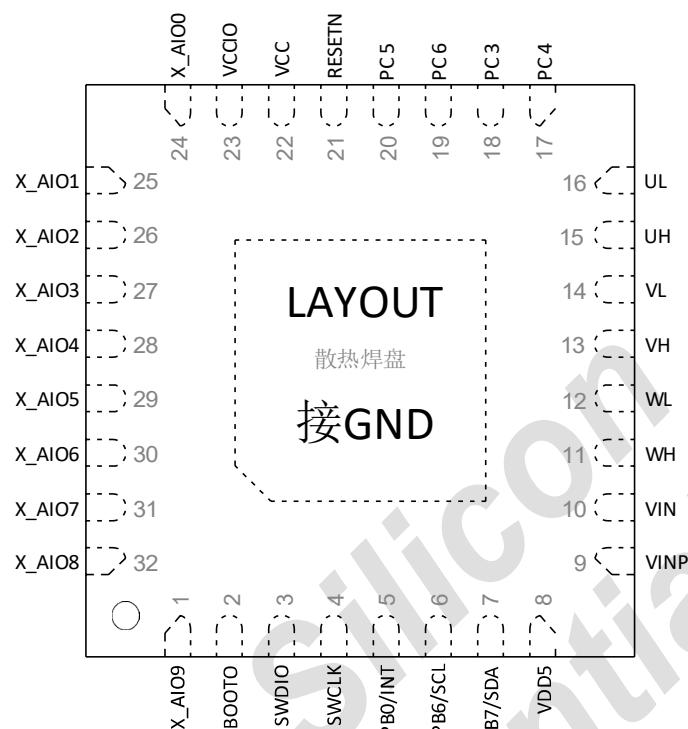 X_AIO0
VCCIO
VCC
RESETN
PC5
PC6
PC3
PC4
24
23
22
21
20
19
18
17
X_AIO1 25
X_AIO2 26
X_AIO3 27
X_AIO4 28
X_AIO5 29
X_AIO6 30
X_AIO7 31
X_AIO8 32
16 UL
15 UH
14 VL
13 VH
12 WL
11 WH
10 VIN
9 VINP
LAYOUT
散热焊盘
接GND
1
2
3
4
5
6
7
8
X_AIO9
BOOTO
SWDIO
SWCLK
PB0/INT
PB6/SCL
B7/SDA
VDD5
Silicon